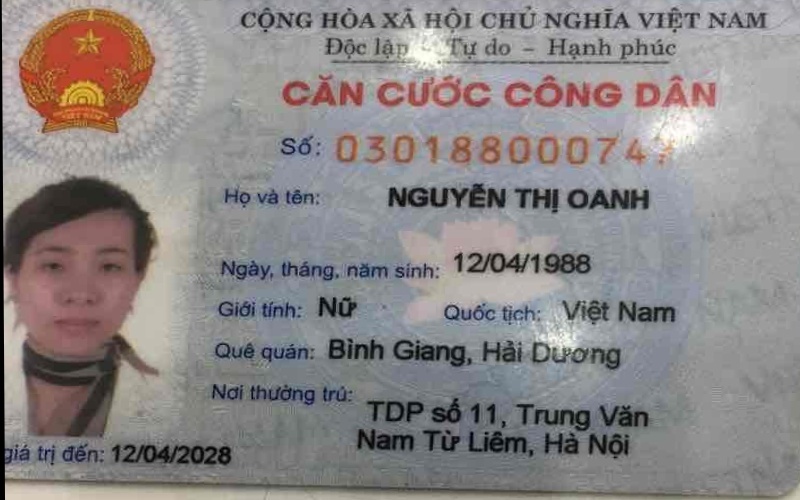 CỘNG HÒA XÃ HỘI CHỦ NGHĨA VIỆT NAM
Độc lập - Tự do - Hạnh phúc
CĂN CƯỚC CÔNG DÂN
Số: 030188000747
Họ và tên: NGUYỄN THỊ OANH
Ngày, tháng, năm sinh: 12/04/1988
Giới tính: Nữ Quốc tịch: Việt Nam
Quê quán: Bình Giang, Hải Dương
Nơi thường trú: TDP số 11, Trung Văn
Nam Từ Liêm, Hà Nội
giá trị đến: 12/04/2028